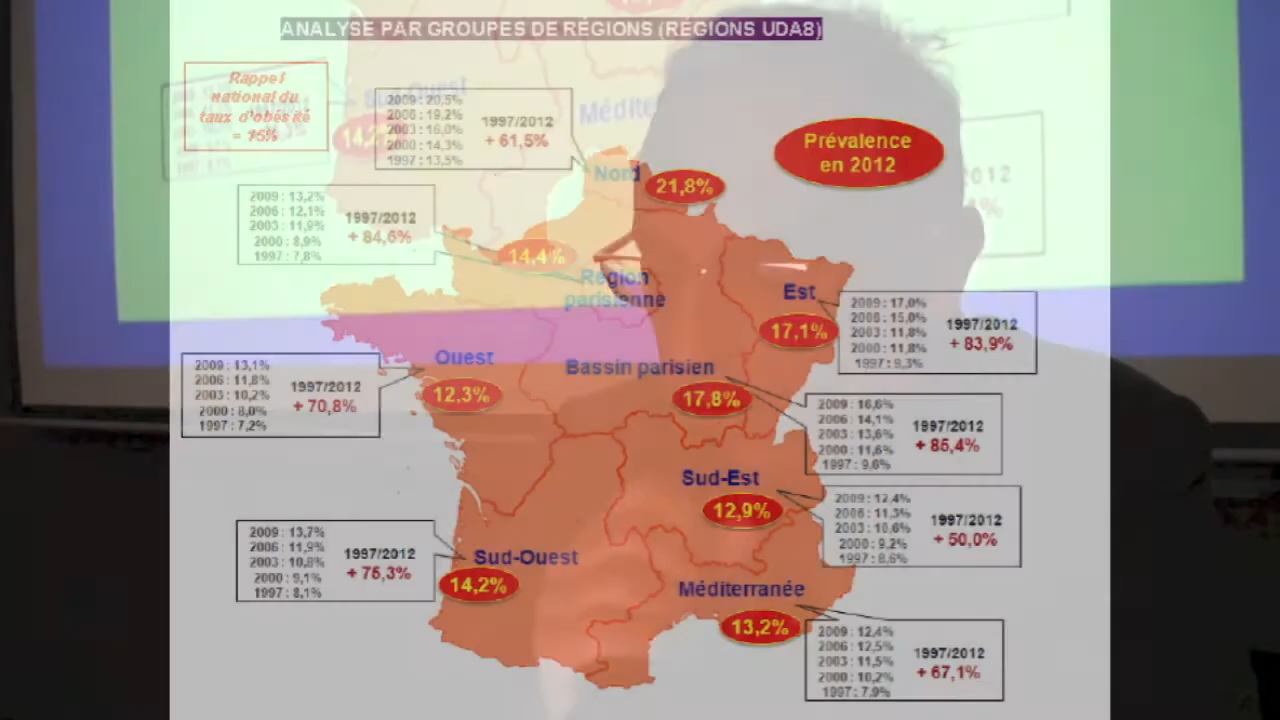 ANALYSE PAR GROUPES DE RÉGIONS (RÉGIONS UDA8)
Rappel
national du
taux d'obésité
= 15%
2009 : 20,5%
2006 : 19,2%
2003 : 16,0%
2000 : 14,3%
1997 : 13,5%
1997/2012
+ 61,5%
Prévalence
en 2012
Nord
21,8%
2009 : 13,2%
2006 : 12,1%
2003 : 11,9%
2000 : 8,9%
1997 : 7,8%
1997/2012
+ 84,6%
14,4%
Région
parisienne
Est
17,1%
2009 : 17,0%
2006 : 15,0%
2003 : 11,8%
2000 : 11,8%
1997 : 9,3%
1997/2012
+ 83,9%
2009 : 13,1%
2006 : 11,8%
2003 : 10,2%
2000 : 8,0%
1997 : 7,2%
1997/2012
+ 70,8%
Ouest
12,3%
Bassin parisien
17,8%
2009 : 16,6%
2006 : 14,1%
2003 : 13,6%
2000 : 11,6%
1997 : 9,6%
1997/2012
+ 85,4%
Sud-Est
12,9%
2009 : 12,4%
2006 : 11,3%
2003 : 10,6%
2000 : 9,2%
1997 : 8,6%
1997/2012
+ 50,0%
2009 : 13,7%
2006 : 11,9%
2003 : 10,8%
2000 : 9,1%
1997 : 8,1%
1997/2012
+ 75,3%
Sud-Ouest
14,2%
Méditerranée
13,2%
2009 : 12,4%
2006 : 12,5%
2003 : 11,5%
2000 : 10,2%
1997 : 7,9%
1997/2012
+ 67,1%
Sud-Ouest